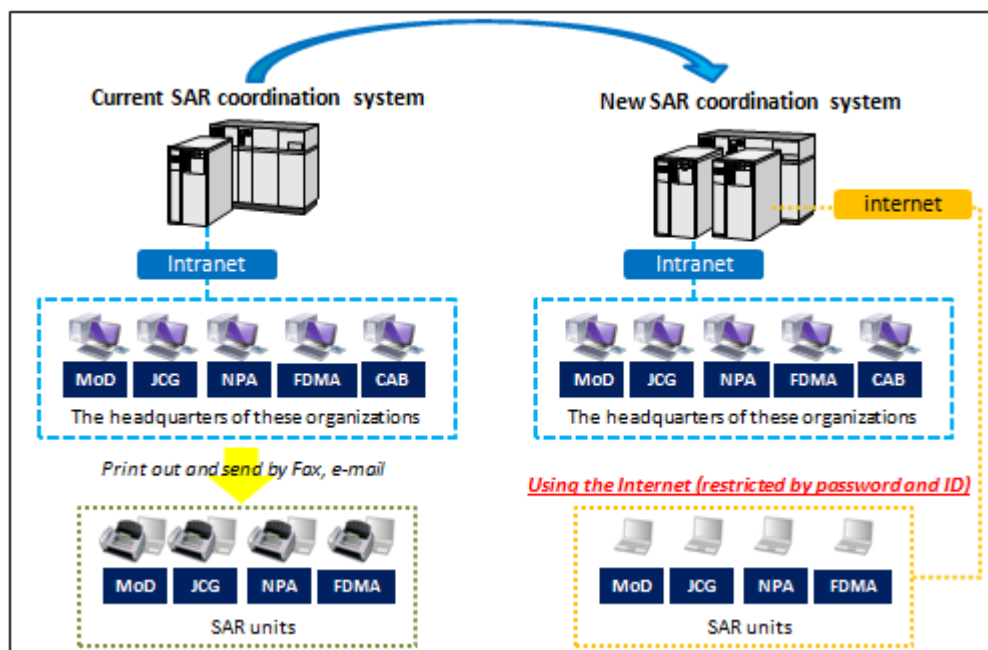 Current SAR coordination system
Intranet
MoD JCG NPA FDMA CAB
The headquarters of these organizations
Print out and send by Fax, e-mail
MoD JCG NPA FDMA
SAR units
New SAR coordination system
internet
Intranet
MoD JCG NPA FDMA CAB
The headquarters of these organizations
Using the Internet (restricted by password and ID)
MoD JCG NPA FDMA
SAR units